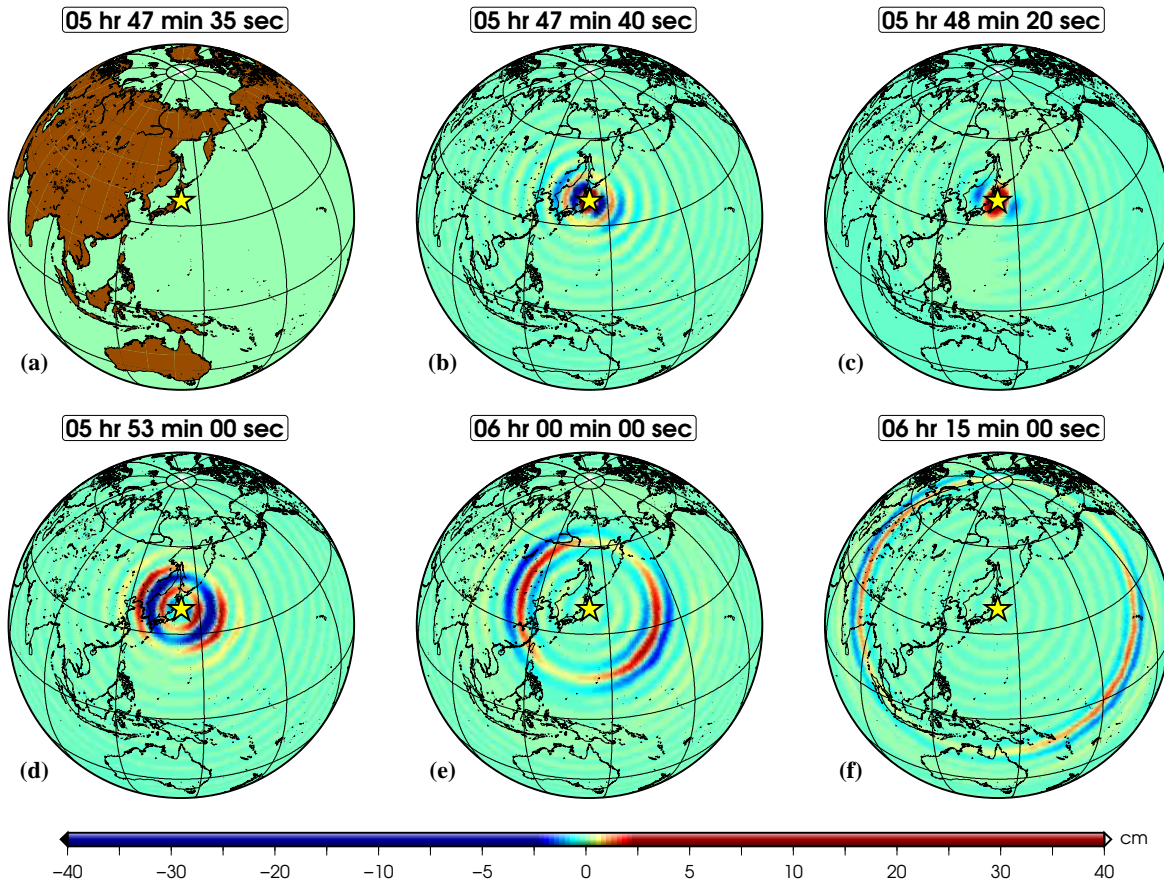 05 hr 47 min 35 sec
05 hr 47 min 40 sec
05 hr 48 min 20 sec
(a)
(b)
(c)
05 hr 53 min 00 sec
06 hr 00 min 00 sec
06 hr 15 min 00 sec
(d)
(e)
(f)
cm
−40 −30 −20 −10 −5 0 5 10 20 30 40